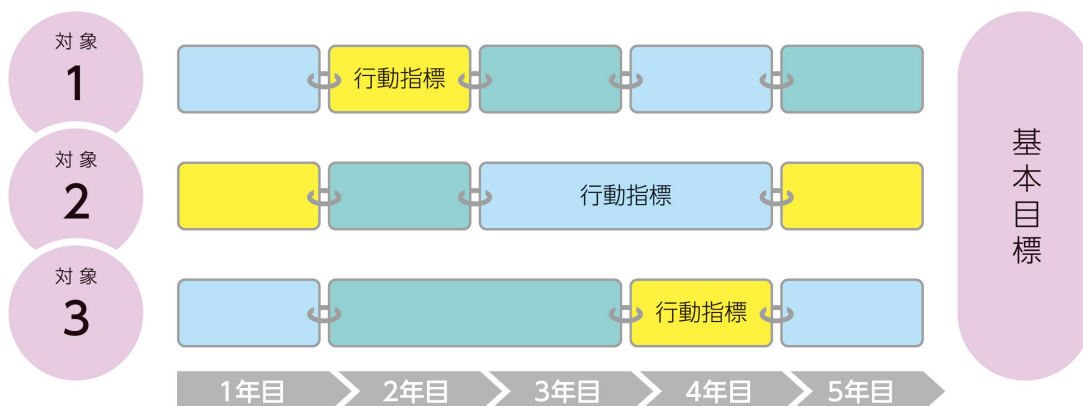 対象
1
行動指標
対象
2
行動指標
対象
3
行動指標
1年目
2年目
3年目
4年目
5年目
基本目標